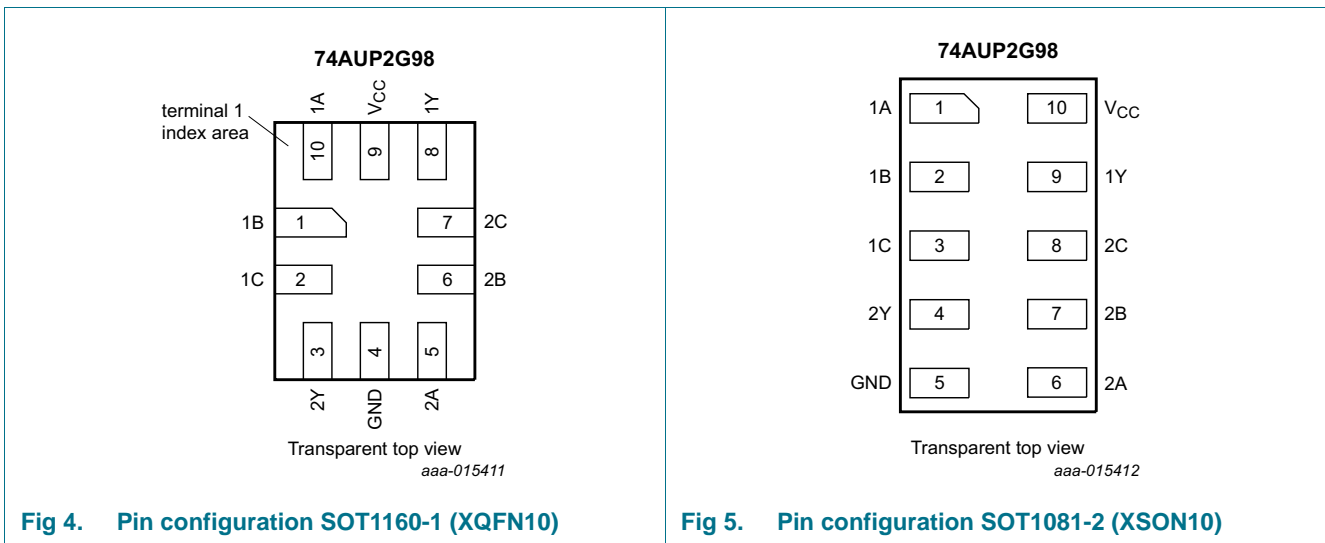 74AUP2G98
terminal 1
index area
1A
VCC
1Y
10
9
8
1B
1
7
2C
1C
2
6
2B
3
4
5
2Y
GND
2A
Transparent top view
aaa-015411
Fig 4. Pin configuration SOT1160-1 (XQFN10)
74AUP2G98
1A
1
10
VCC
1B
2
9
1Y
1C
3
8
2C
2Y
4
7
2B
GND
5
6
2A
Transparent top view
aaa-015412
Fig 5. Pin configuration SOT1081-2 (XSON10)